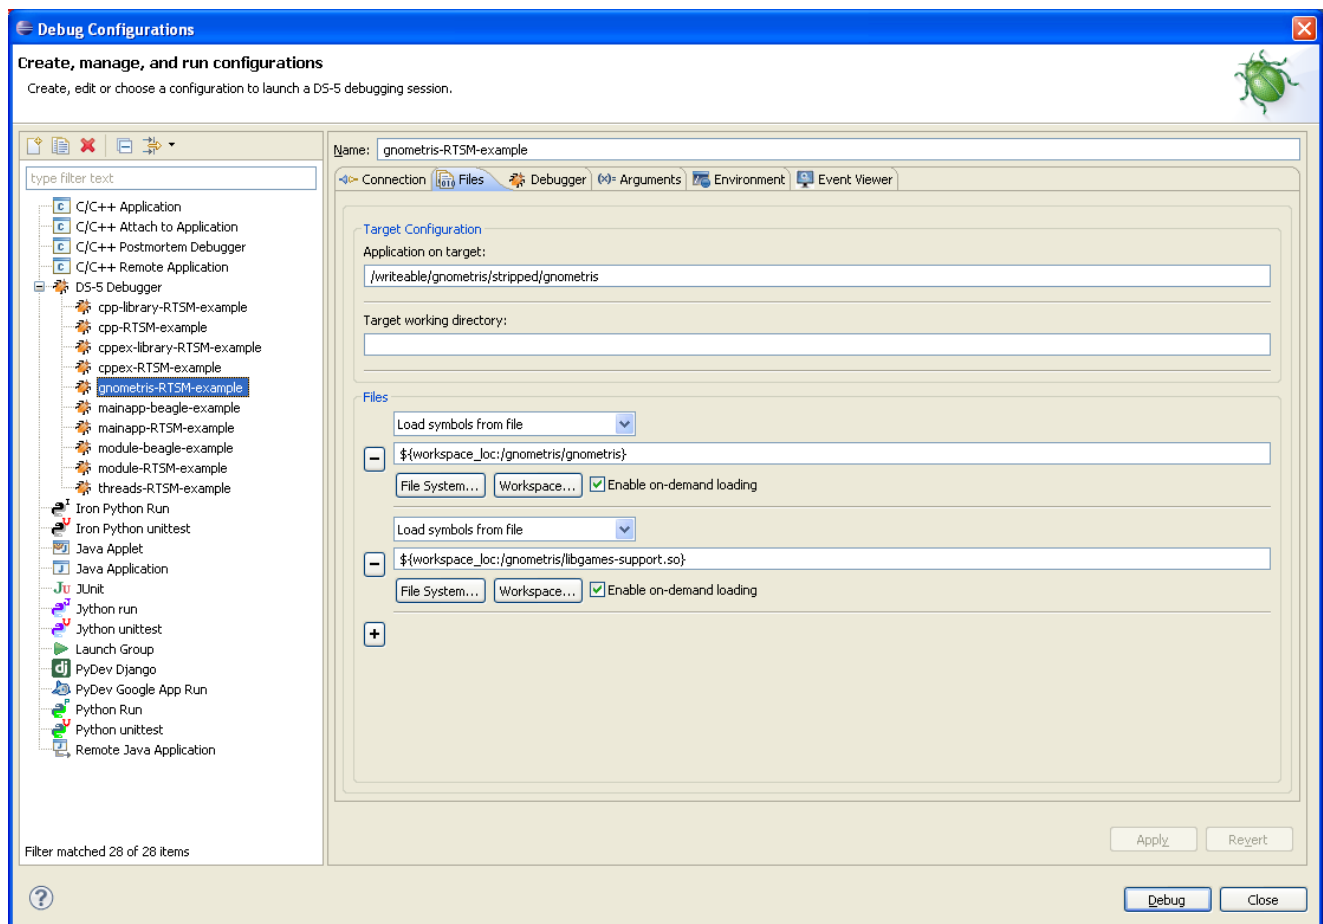 Debug Configurations
Create, manage, and run configurations
Create, edit or choose a configuration to launch a DS-5 debugging session.
type filter text
C/C++ Application
C/C++ Attach to Application
C/C++ Postmortem Debugger
C/C++ Remote Application
DS-5 Debugger
cpp-library-RTSM-example
cpp-RTSM-example
cppex-library-RTSM-example
cppex-RTSM-example
gnometris-RTSM-example
mainapp-beagle-example
mainapp-RTSM-example
module-beagle-example
module-RTSM-example
threads-RTSM-example
Iron Python Run
Iron Python unittest
Java Applet
Java Application
JUnit
Jython run
Jython unittest
Launch Group
PyDev Django
PyDev Google App Run
Python Run
Python unittest
Remote Java Application
Filter matched 28 of 28 items
Name: gnometris-RTSM-example
Connection Files Debugger (x)= Arguments Environment Event Viewer
Target Configuration
Application on target:
/writeable/gnometris/stripped/gnometris
Target working directory:
Files
Load symbols from file
${workspace_loc:/gnometris/gnometris}
File System... Workspace... Enable on-demand loading
Load symbols from file
${workspace_loc:/gnometris/libgames-support.so}
File System... Workspace... Enable on-demand loading
Apply Revert
Debug Close